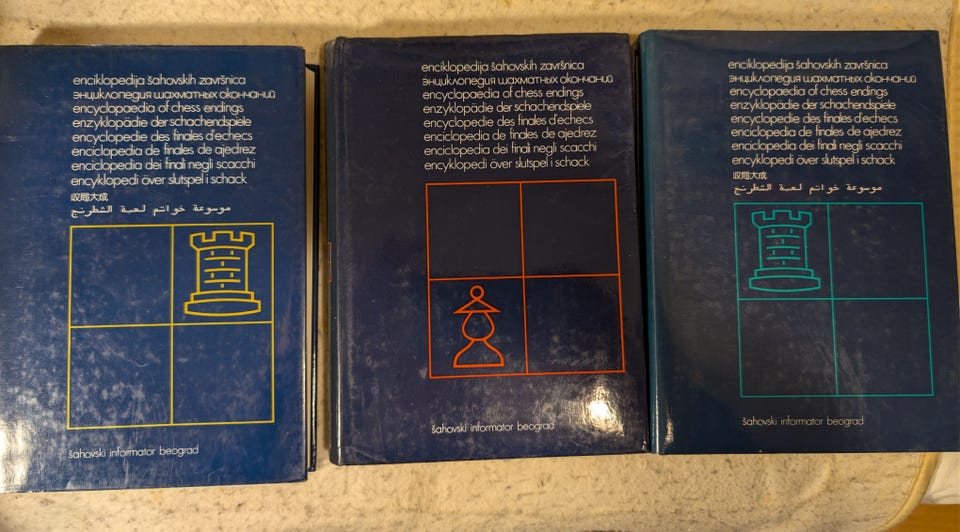 enciklopedija šahovskih završnica
энциклопедия шахматных окончаний
encyclopaedia of chess endings
enzyklopädie der schachendspiele
encyclopedie des finales d'echecs
enciclopedia de finales de ajedrez
enciclopedia dei finali negli scacchi
encyklopedi över slutspel i schack
収局大成
موسوعة خواتم لعبة الشطرنج
šahovski informator beograd
enciklopedija šahovskih završnica
энциклопедия шахматных окончаний
encyclopaedia of chess endings
enzyklopädie der schachendspiele
encyclopedie des finales d'echecs
enciclopedia de finales de ajedrez
enciclopedia dei finali negli scacchi
encyklopedi över slutspel i schack
šahovski informator beograd
enciklopedija šahovskih završnica
энциклопедия шахматных окончаний
encyclopaedia of chess endings
enzyklopädie der schachendspiele
encyclopedie des finales d'echecs
enciclopedia de finales de ajedrez
enciclopedia dei finali negli scacchi
encyklopedi över slutspel i schack
収局大成
موسوعة خواتم لعبة الشطرنج
šahovski informator beograd